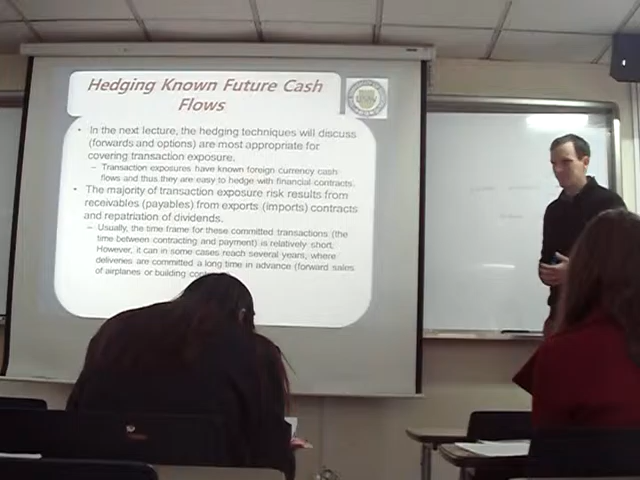 Hedging Known Future Cash
Flows
• In the next lecture, the hedging techniques will discuss
(forwards and options) are most appropriate for
covering transaction exposure.
– Transaction exposures have known foreign currency cash
flows and thus they are easy to hedge with financial contracts.
• The majority of transaction exposure risk results from
receivables (payables) from exports (imports) contracts
and repatriation of dividends.
– Usually, the time frame for these committed transactions (the
time between contracting and payment) is relatively short.
However, it can in some cases reach several years, where
deliveries are committed a long time in advance (forward sales
of airplanes or building